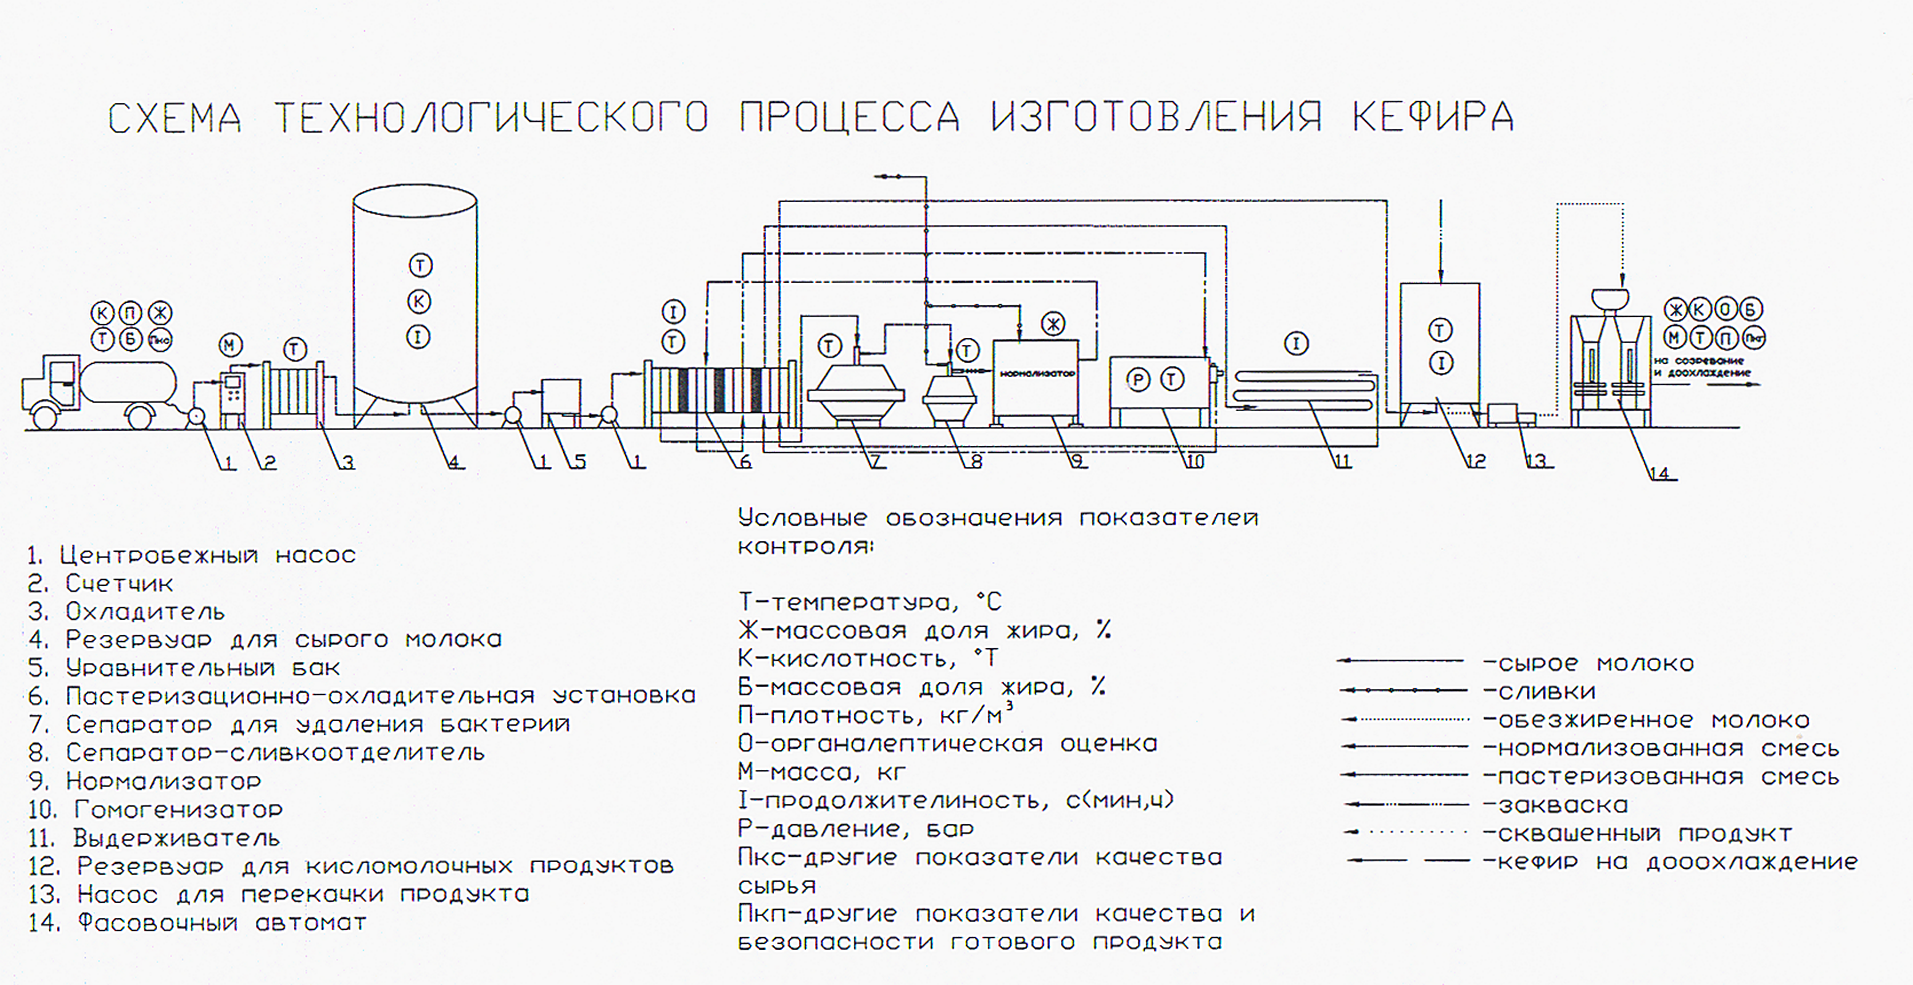 СХЕМА ТЕХНОЛОГИЧЕСКОГО ПРОЦЕССА ИЗГОТОВЛЕНИЯ КЕФИРА
К П Ж
Т Б Пкс
М
Т
Т
К
I
I
Т
Т
Т
Ж
НОРМАЛИЗАТОР
Р Т
I
Т
I
Ж К О Б
М Т П Пкг
на созревание
и доохлаждение
1 2 3 4 1 5 1 6 7 8 9 10 11 12 13 14
1. Центробежный насос
2. Счетчик
3. Охладитель
4. Резервуар для сырого молока
5. Уравнительный бак
6. Пастеризационно-охладительная установка
7. Сепаратор для удаления бактерий
8. Сепаратор-сливкоотделитель
9. Нормализатор
10. Гомогенизатор
11. Выдерживатель
12. Резервуар для кисломолочных продуктов
13. Насос для перекачки продукта
14. Фасовочный автомат
Условные обозначения показателей
контроля:
Т-температура, °С
Ж-массовая доля жира, %
К-кислотность, °Т
Б-массовая доля жира, %
П-плотность, кг/м³
О-органалептическая оценка
М-масса, кг
I-продолжителиность, с(мин,ч)
Р-давление, бар
Пкс-другие показатели качества
сырья
Пкп-другие показатели качества и
безопасности готового продукта
-сырое молоко
-сливки
-обезжиренное молоко
-нормализованная смесь
-пастеризованная смесь
-закваска
-сквашенный продукт
-кефир на дооохлаждение